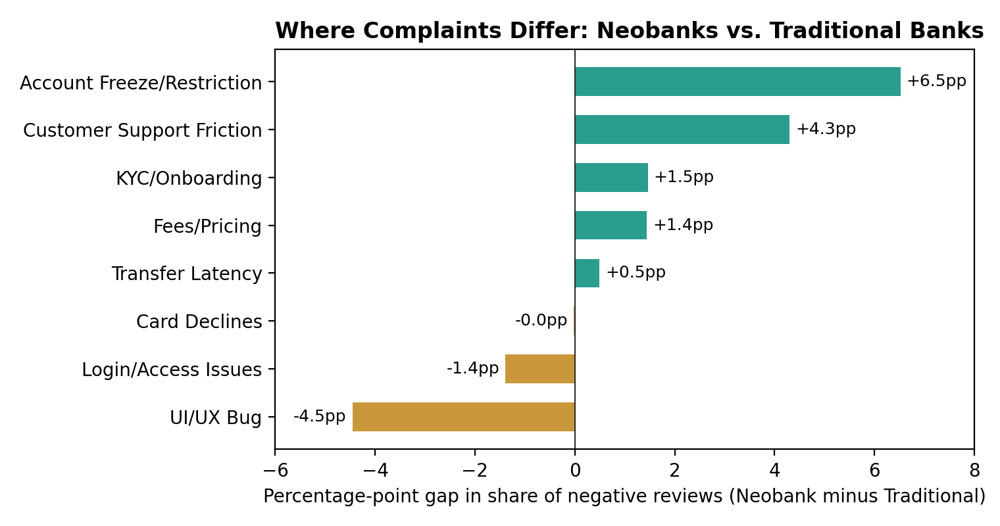 Where Complaints Differ: Neobanks vs. Traditional Banks
Account Freeze/Restriction
+6.5pp
Customer Support Friction
+4.3pp
KYC/Onboarding
+1.5pp
Fees/Pricing
+1.4pp
Transfer Latency
+0.5pp
Card Declines
-0.0pp
Login/Access Issues
-1.4pp
UI/UX Bug
-4.5pp
−6 −4 −2 0 2 4 6 8
Percentage-point gap in share of negative reviews (Neobank minus Traditional)